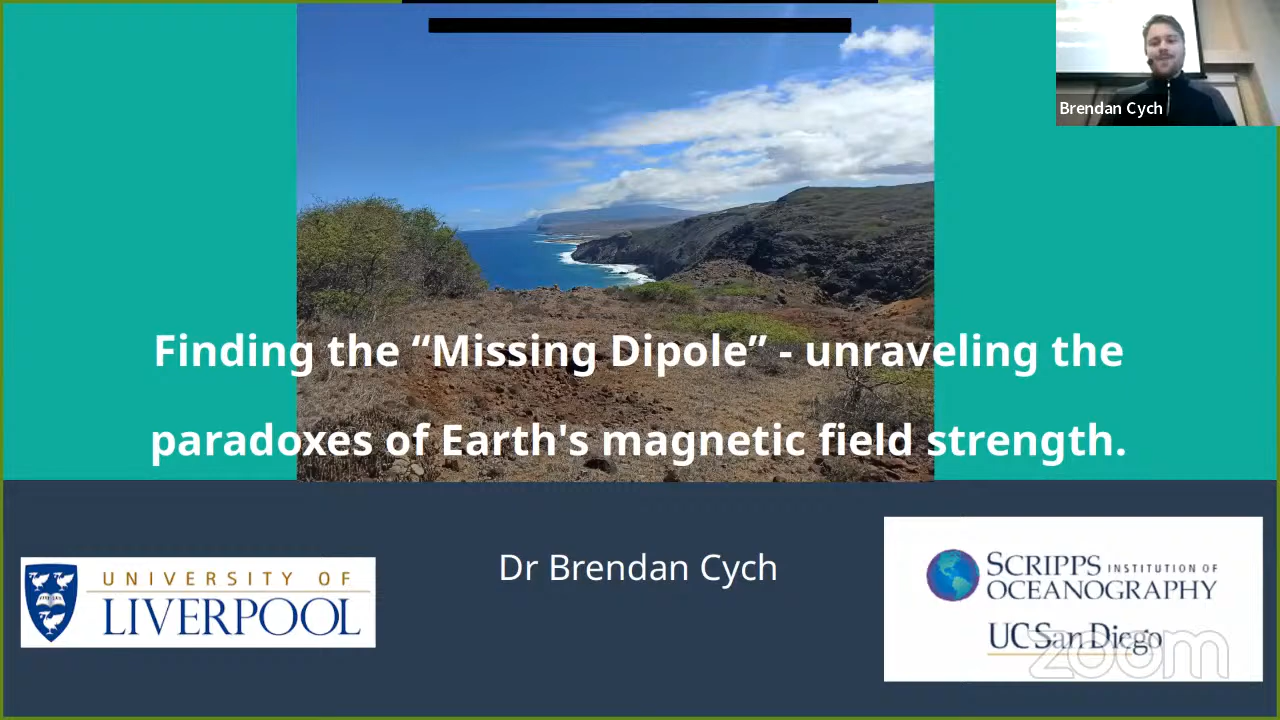 Brendan Cych
Finding the “Missing Dipole” - unraveling the
paradoxes of Earth's magnetic field strength.
Dr Brendan Cych
UNIVERSITY OF
LIVERPOOL
SCRIPPS INSTITUTION OF
OCEANOGRAPHY
UC San Diego
zoom